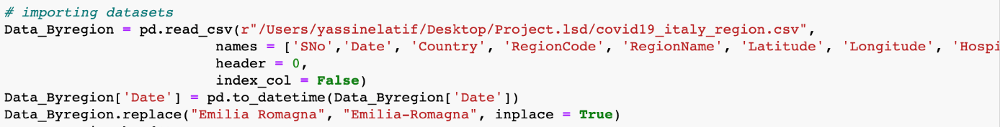 # importing datasets
Data_Byregion = pd.read_csv(r"/Users/yassinelatif/Desktop/Project.lsd/covid19_italy_region.csv",
names = ['SNo','Date', 'Country', 'RegionCode', 'RegionName', 'Latitude', 'Longitude', 'Hospi
header = 0,
index_col = False)
Data_Byregion['Date'] = pd.to_datetime(Data_Byregion['Date'])
Data_Byregion.replace("Emilia Romagna", "Emilia-Romagna", inplace = True)